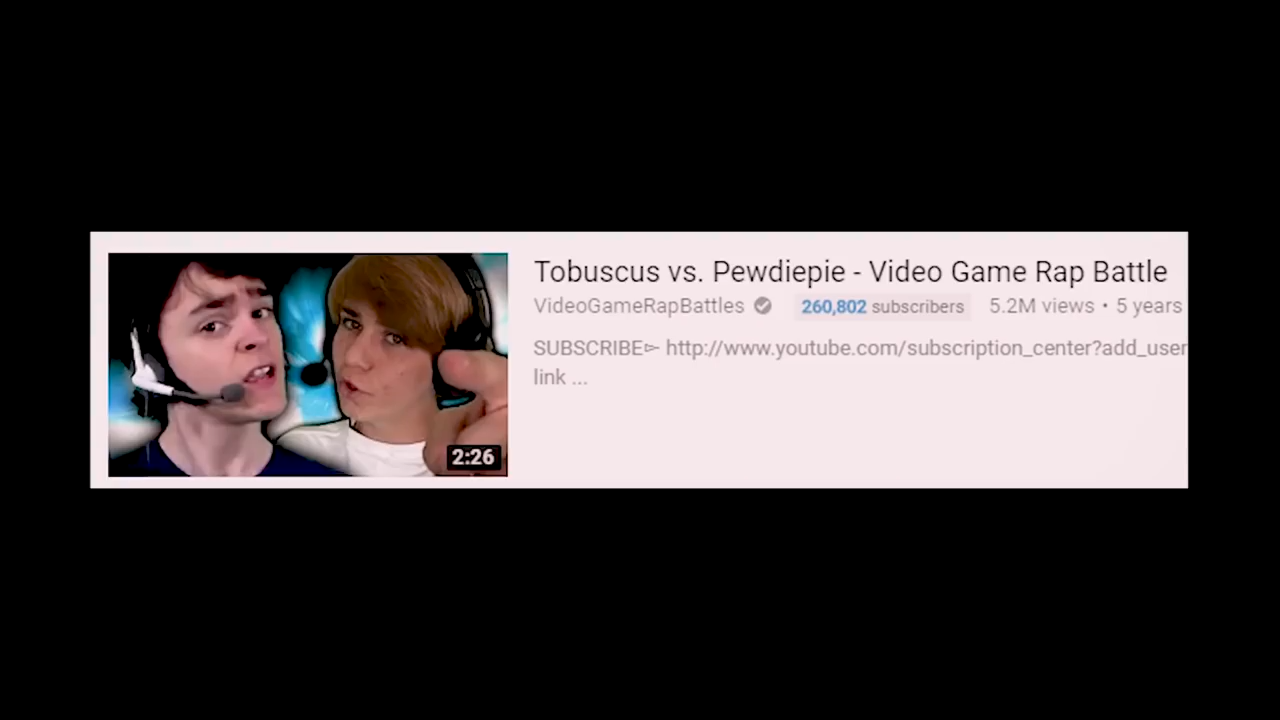 Tobuscus vs. Pewdiepie - Video Game Rap Battle
VideoGameRapBattles 260,802 subscribers 5.2M views • 5 years
SUBSCRIBE▻ http://www.youtube.com/subscription_center?add_user
link ...
2:26